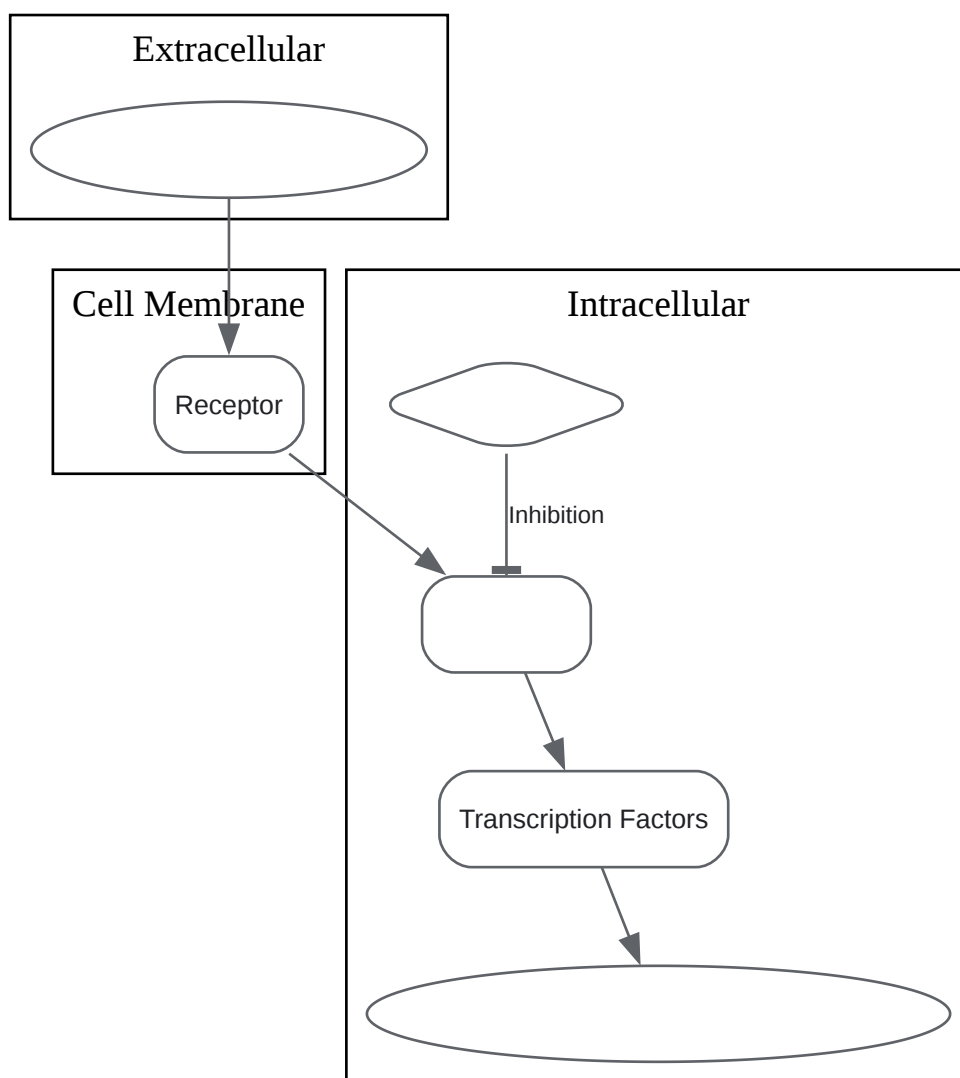 Extracellular
Cell Membrane
Intracellular
Receptor
Inhibition
Transcription Factors